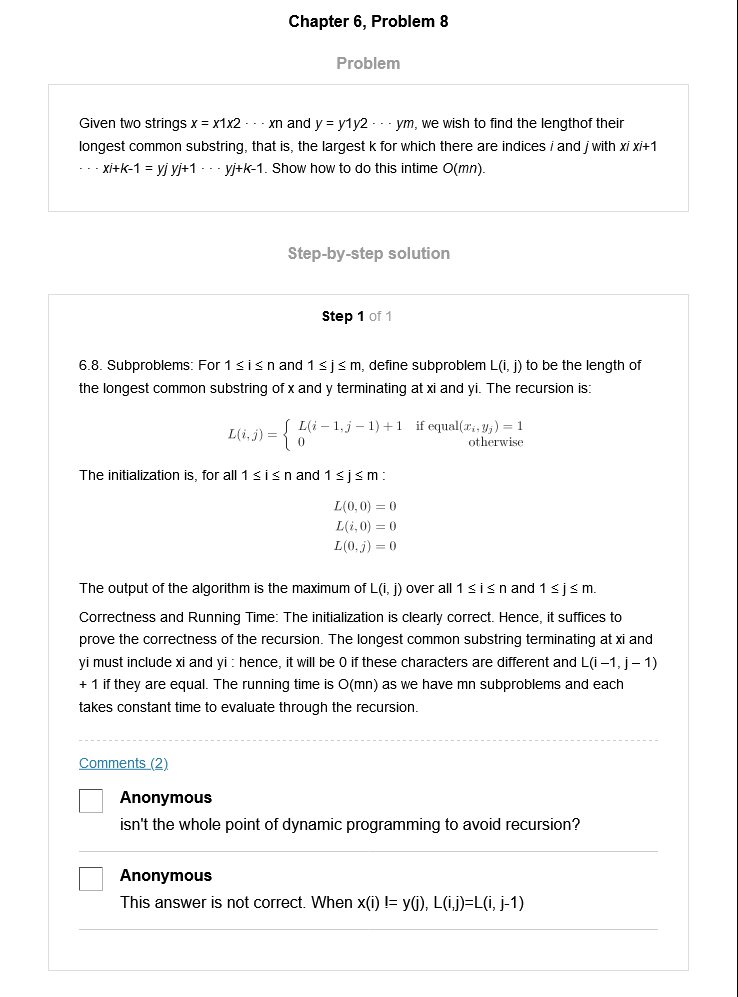 Chapter 6, Problem 8
Problem
Given two strings x = x1x2 · · · xn and y = y1y2 · · · ym, we wish to find the lengthof their
longest common substring, that is, the largest k for which there are indices i and j with xi xi+1
· · · xi+k-1 = yj yj+1 · · · yj+k-1. Show how to do this intime O(mn).
Step-by-step solution
Step 1 of 1
6.8. Subproblems: For 1 ≤ i ≤ n and 1 ≤ j ≤ m, define subproblem L(i, j) to be the length of
the longest common substring of x and y terminating at xi and yi. The recursion is:
L(i, j) = { L(i − 1, j − 1) + 1 if equal(xi, yj) = 1
0 otherwise
The initialization is, for all 1 ≤ i ≤ n and 1 ≤ j ≤ m :
L(0, 0) = 0
L(i, 0) = 0
L(0, j) = 0
The output of the algorithm is the maximum of L(i, j) over all 1 ≤ i ≤ n and 1 ≤ j ≤ m.
Correctness and Running Time: The initialization is clearly correct. Hence, it suffices to
prove the correctness of the recursion. The longest common substring terminating at xi and
yi must include xi and yi : hence, it will be 0 if these characters are different and L(i –1, j – 1)
+ 1 if they are equal. The running time is O(mn) as we have mn subproblems and each
takes constant time to evaluate through the recursion.
Comments (2)
Anonymous
isn't the whole point of dynamic programming to avoid recursion?
Anonymous
This answer is not correct. When x(i) != y(j), L(i,j)=L(i, j-1)